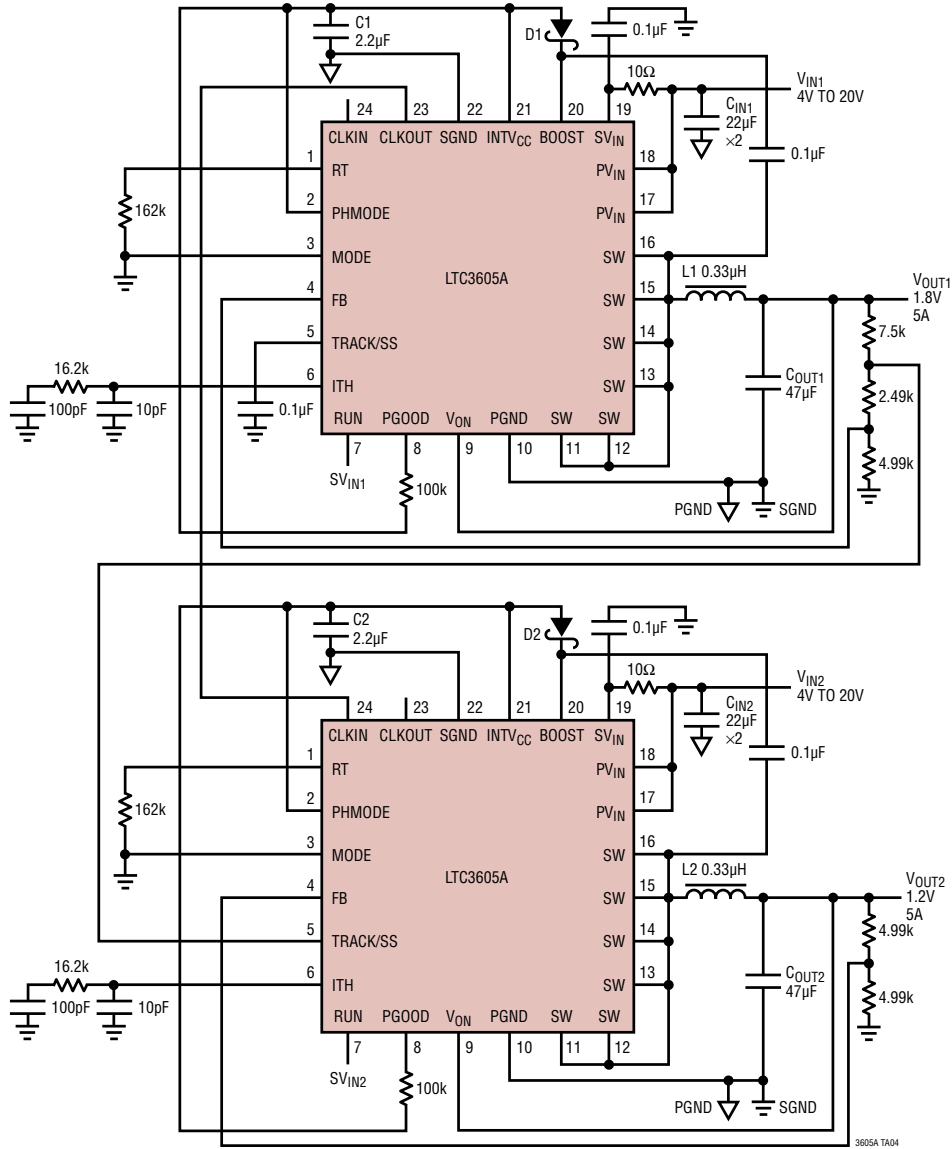 C1
2.2µF
D1
0.1µF
10Ω
V_IN1
4V TO 20V
C_IN1
22µF
×2
0.1µF
24 23 22 21 20 19
CLKIN CLKOUT SGND INTV_CC BOOST SV_IN
1 RT
162k
2 PHMODE
3 MODE
4 FB
5 TRACK/SS
6 ITH
LTC3605A
18 PV_IN
17 PV_IN
16 SW
15 SW
14 SW
13 SW
L1 0.33µH
V_OUT1
1.8V
5A
7.5k
2.49k
4.99k
C_OUT1
47µF
16.2k
100pF
10pF
0.1µF
RUN PGOOD V_ON PGND SW SW
7 8 9 10 11 12
SV_IN1
100k
PGND
SGND
C2
2.2µF
D2
0.1µF
10Ω
V_IN2
4V TO 20V
C_IN2
22µF
×2
0.1µF
24 23 22 21 20 19
CLKIN CLKOUT SGND INTV_CC BOOST SV_IN
1 RT
162k
2 PHMODE
3 MODE
4 FB
5 TRACK/SS
6 ITH
LTC3605A
18 PV_IN
17 PV_IN
16 SW
15 SW
14 SW
13 SW
L2 0.33µH
V_OUT2
1.2V
5A
4.99k
4.99k
C_OUT2
47µF
16.2k
100pF
10pF
RUN PGOOD V_ON PGND SW SW
7 8 9 10 11 12
SV_IN2
100k
PGND
SGND
3605A TA04